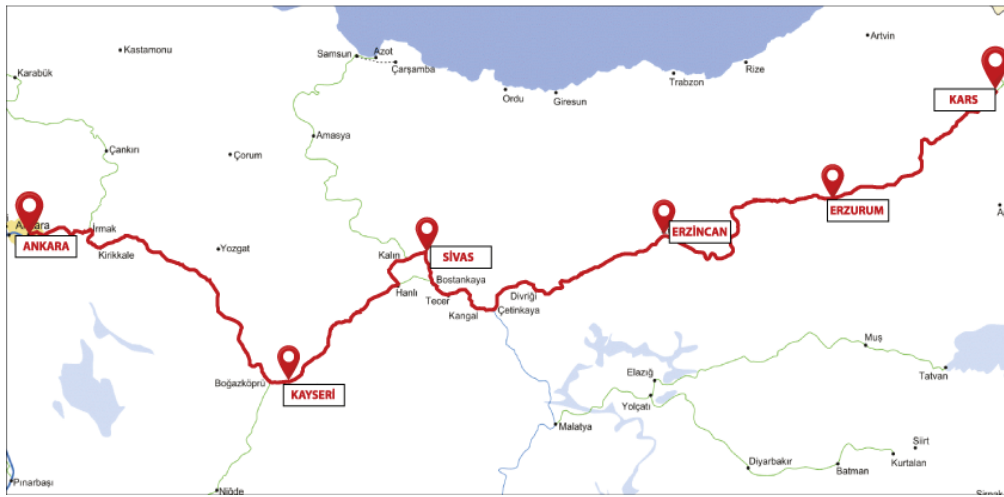 Kastamonu
Karabük
Samsun
Azot
Çarşamba
Artvin
Rize
Trabzon
Ordu
Giresun
KARS
Amasya
Çankırı
Çorum
ANKARA
Irmak
Kırıkkale
Yozgat
Kalın
SİVAS
ERZİNCAN
ERZURUM
Bostankaya
Hanlı
Tecer
Kangal
Divriği
Çetinkaya
Boğazköprü
KAYSERİ
Muş
Tatvan
Elazığ
Yolçatı
Malatya
Siirt
Kurtalan
Batman
Diyarbakır
Pınarbaşı
Niğde